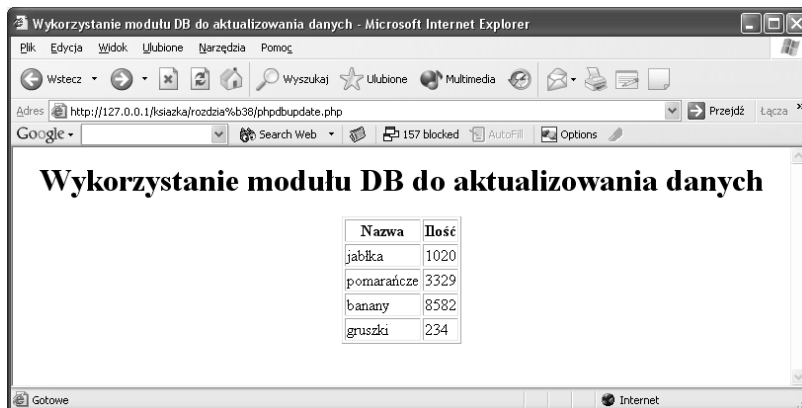 Wykorzystanie modułu DB do aktualizowania danych - Microsoft Internet Explorer
Plik Edycja Widok Ulubione Narzędzia Pomoc
Wstecz Wyszukaj Ulubione Multimedia
Adres http://127.0.0.1/ksiazka/rozdzia%b38/phpdbupdate.php Przejdź Łącza »
Google Search Web 157 blocked AutoFill Options
Wykorzystanie modułu DB do aktualizowania danych
Nazwa Ilość
jabłka 1020
pomarańcze 3329
banany 8582
gruszki 234
Gotowe Internet